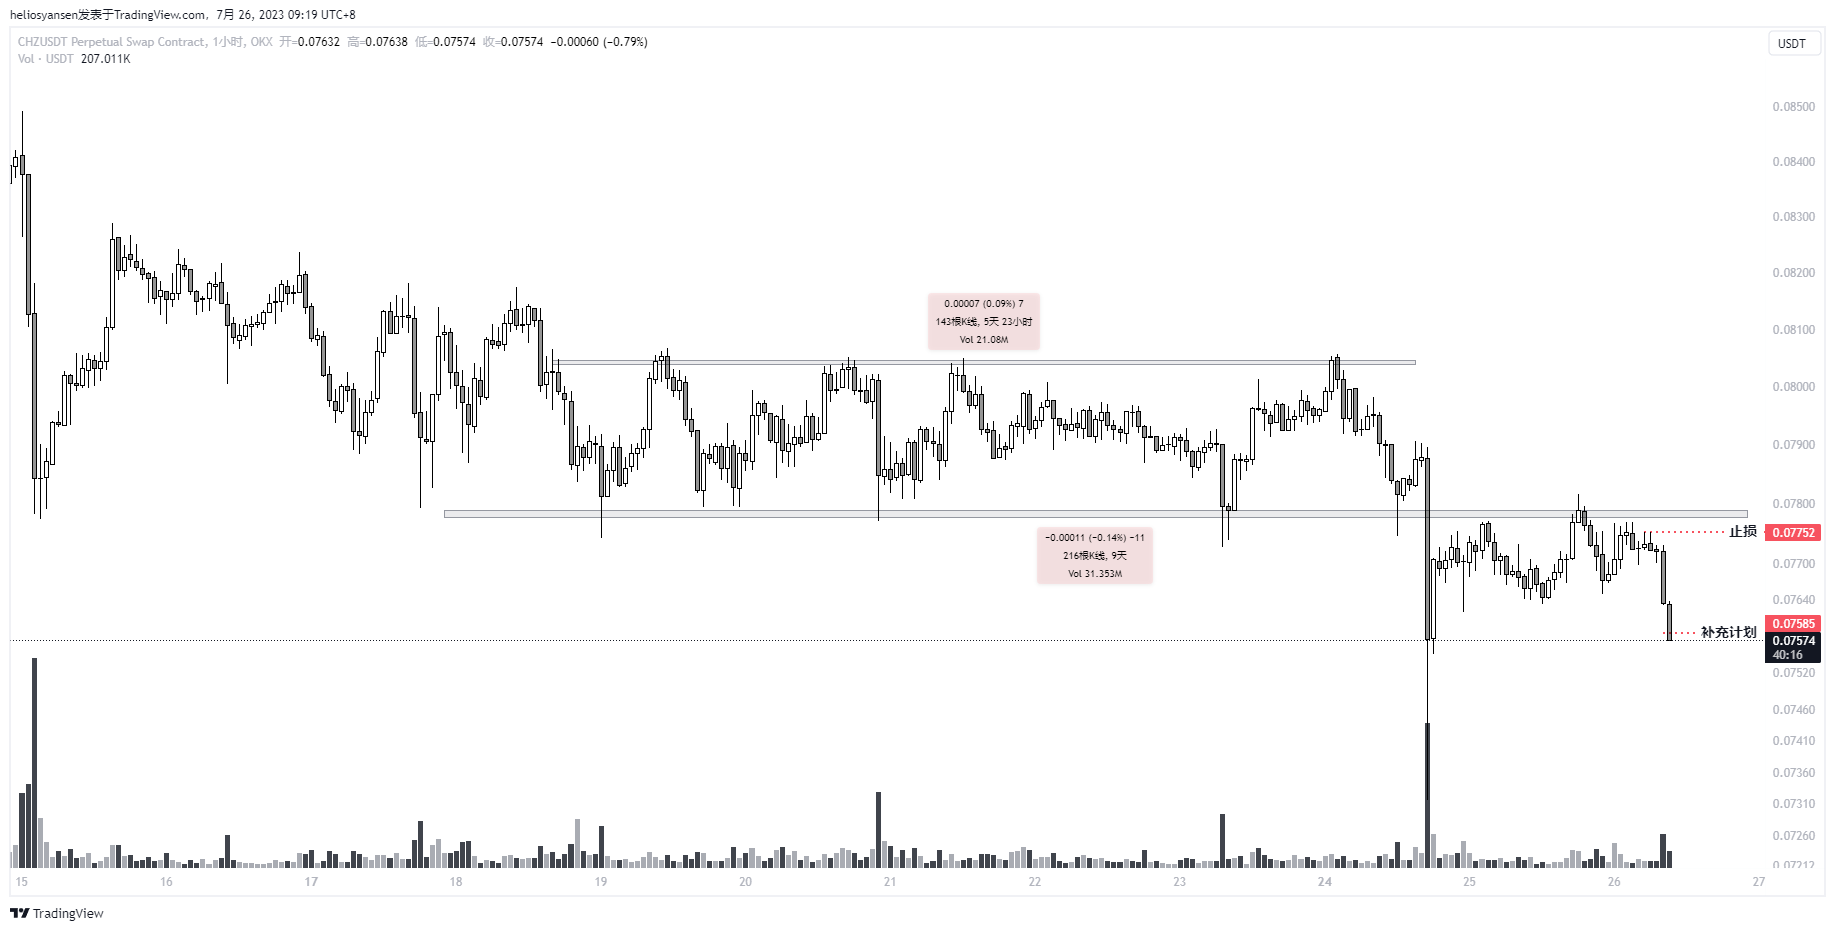 heliosyansen发表于TradingView.com, 7月 26, 2023 09:19 UTC+8
CHZUSDT Perpetual Swap Contract, 1小时, OKX 开=0.07632 高=0.07638 低=0.07574 收=0.07574 −0.00060 (−0.79%)
Vol · USDT 207.011K
USDT
0.08500
0.08400
0.08300
0.08200
0.00007 (0.09%) 7
143根K线, 5天 23小时
Vol 21.08M
0.08100
0.08000
0.07900
0.07800
止损 0.07752
−0.00011 (−0.14%) −11
216根K线, 9天
Vol 31.353M
0.07700
0.07640
0.07585
补充计划
0.07574
40:16
0.07520
0.07460
0.07410
0.07360
0.07310
0.07260
0.07212
15 16 17 18 19 20 21 22 23 24 25 26 27
TradingView